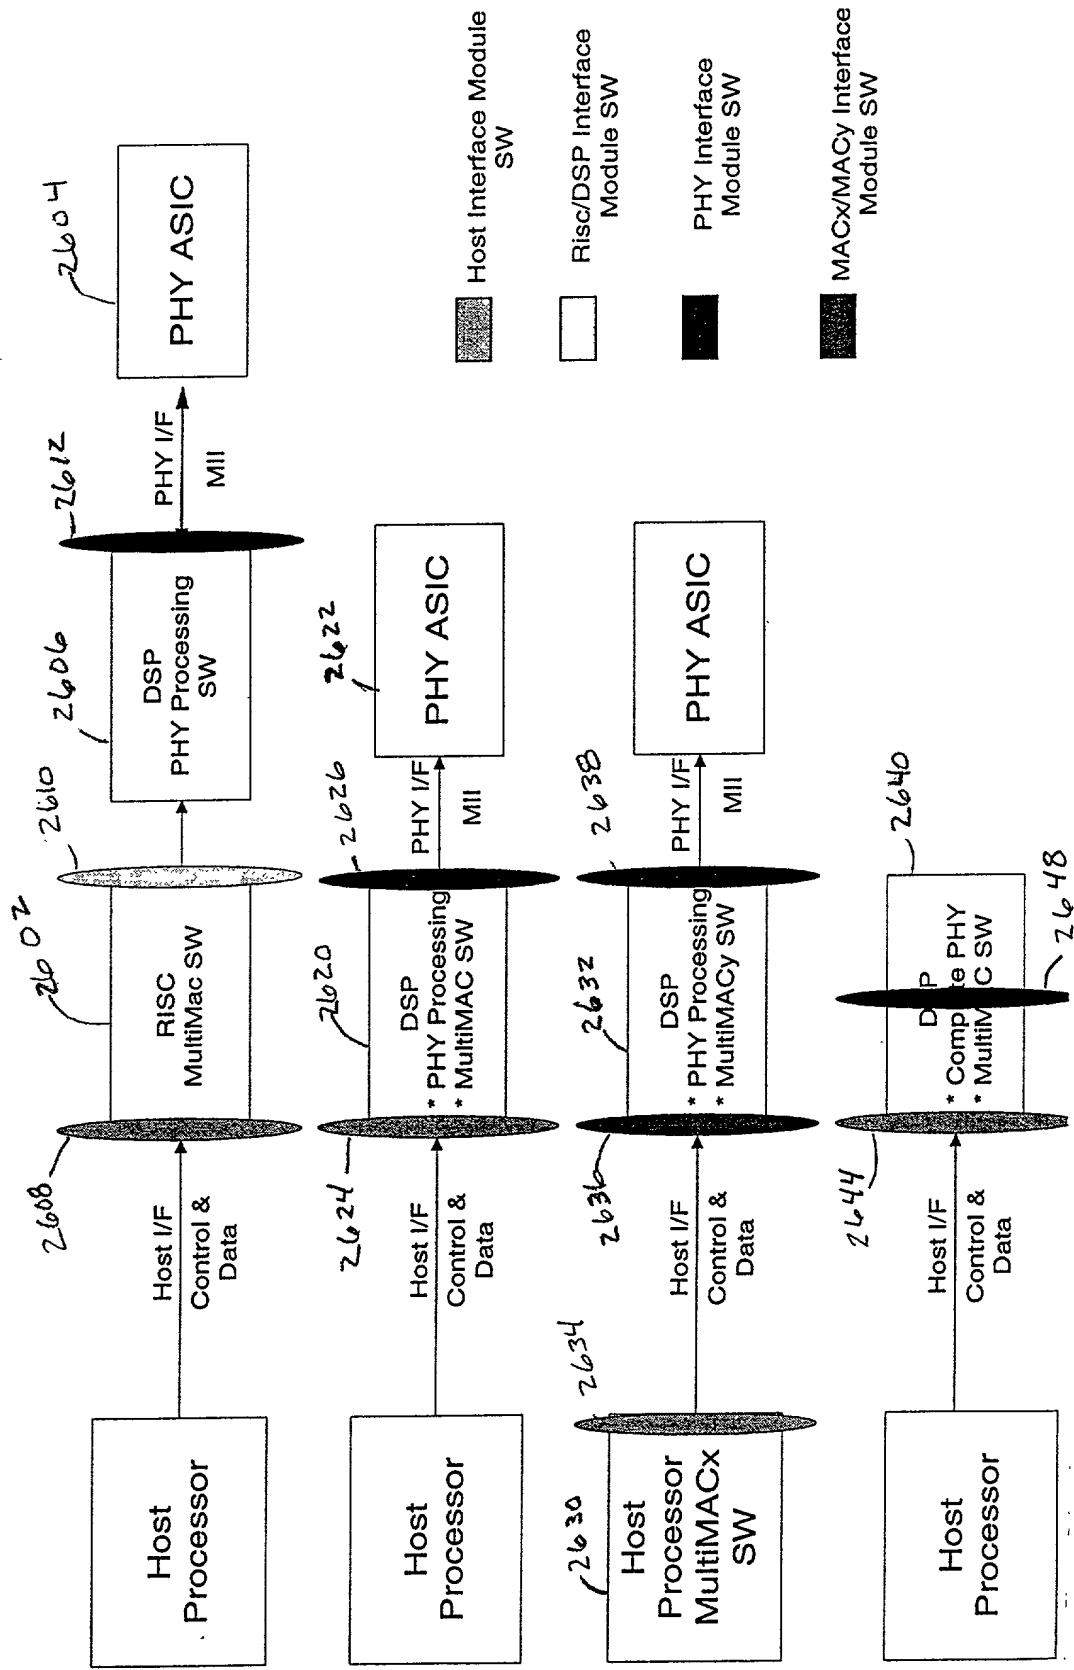 2608
2602
2610
2606
2612
2604
Host
Processor
Host I/F
Control &
Data
RISC
MultiMac SW
DSP
PHY Processing
SW
PHY I/F
MII
PHY ASIC
2624
2620
2626
2622
Host
Processor
Host I/F
Control &
Data
DSP
* PHY Processing
* MultiMAC SW
PHY I/F
MII
PHY ASIC
2630
2634
2636
2632
2638
Host
Processor
MultiMACx
SW
Host I/F
Control &
Data
DSP
* PHY Processing
* MultiMACy SW
PHY I/F
MII
PHY ASIC
2644
2640
2648
Host
Processor
Host I/F
Control &
Data
DSP
* Complete PHY
* MultiMAC SW
Host Interface Module
SW
Risc/DSP Interface
Module SW
PHY Interface
Module SW
MACx/MACy Interface
Module SW